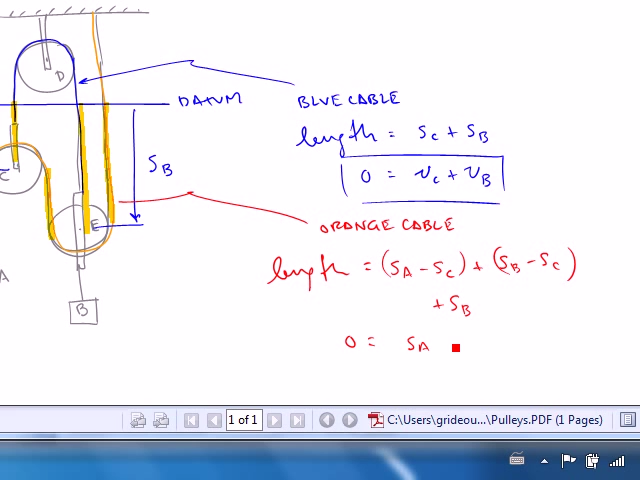 D
DATUM
BLUE CABLE
length = Sc + SB
0 = vc + vB
SB
C
E
ORANGE CABLE
length = (SA - Sc) + (SB - Sc)
+ SB
A
B
0 = SA
1 of 1
C:\Users\grideou...\Pulleys.PDF (1 Pages)